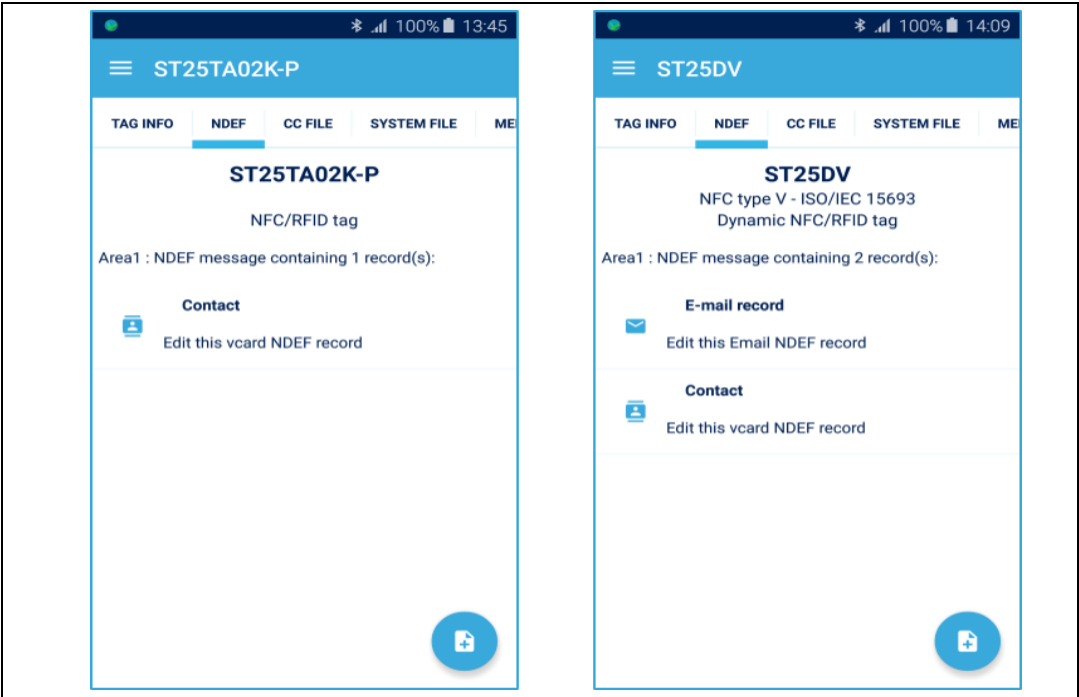 100% 13:45
ST25TA02K-P
TAG INFO NDEF CC FILE SYSTEM FILE ME
ST25TA02K-P
NFC/RFID tag
Area1 : NDEF message containing 1 record(s):
Contact
Edit this vcard NDEF record
100% 14:09
ST25DV
TAG INFO NDEF CC FILE SYSTEM FILE ME
ST25DV
NFC type V - ISO/IEC 15693
Dynamic NFC/RFID tag
Area1 : NDEF message containing 2 record(s):
E-mail record
Edit this Email NDEF record
Contact
Edit this vcard NDEF record